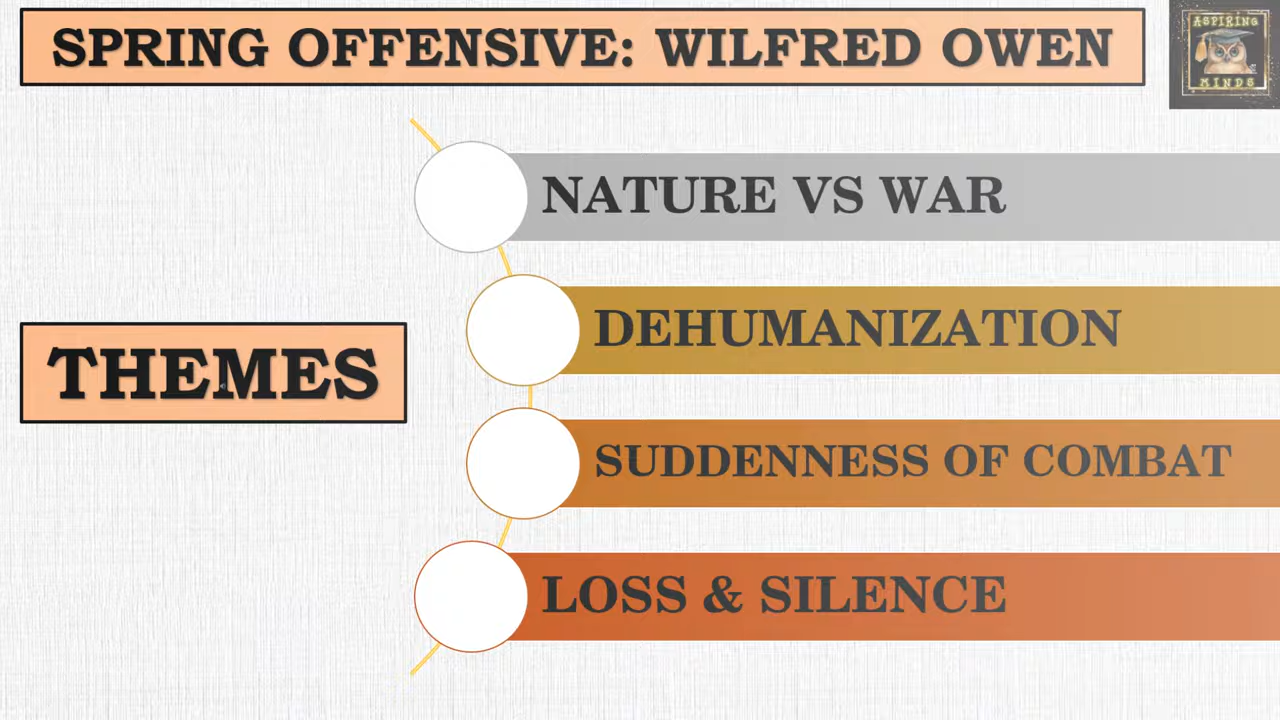 SPRING OFFENSIVE: WILFRED OWEN
ASPIRING
MINDS
NATURE VS WAR
DEHUMANIZATION
THEMES
SUDDENNESS OF COMBAT
LOSS & SILENCE